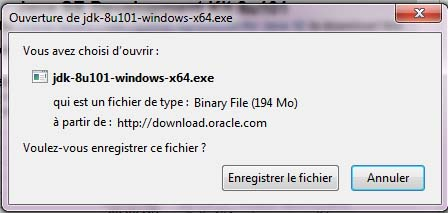 Ouverture de jdk-8u101-windows-x64.exe
Vous avez choisi d'ouvrir :
jdk-8u101-windows-x64.exe
qui est un fichier de type : Binary File (194 Mo)
à partir de : http://download.oracle.com
Voulez-vous enregistrer ce fichier ?
Enregistrer le fichier Annuler